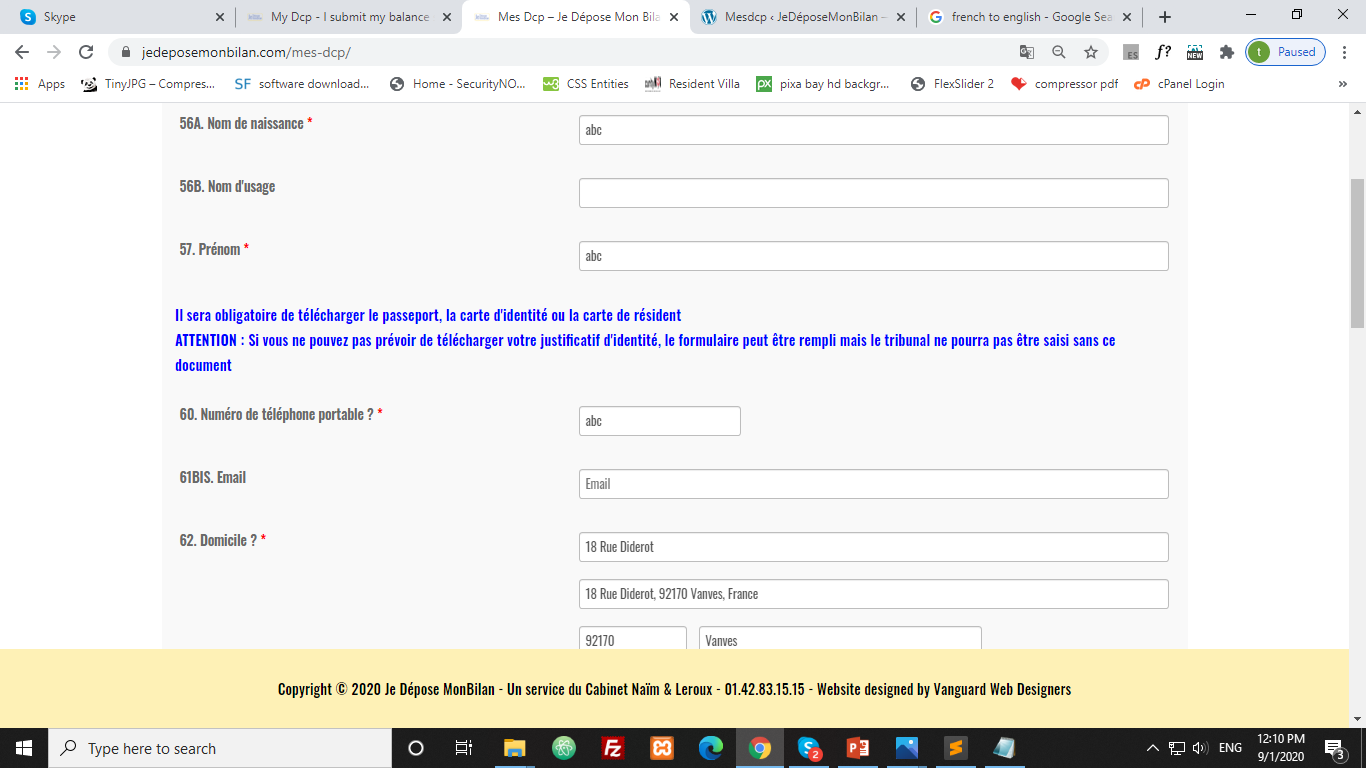 Skype
My Dcp - I submit my balance
Mes Dcp – Je Dépose Mon Bila
Mesdcp ‹ JeDéposeMonBilan –
french to english - Google Sea
jedeposemonbilan.com/mes-dcp/
ES
f?
NEW
t
Paused
Apps
TinyJPG – Compres...
SF software download...
Home - SecurityNO...
CSS Entities
Resident Villa
px pixa bay hd backgr...
FlexSlider 2
compressor pdf
cP cPanel Login
»
56A. Nom de naissance *
abc
56B. Nom d'usage
57. Prénom *
abc
Il sera obligatoire de télécharger le passeport, la carte d'identité ou la carte de résident
ATTENTION : Si vous ne pouvez pas prévoir de télécharger votre justificatif d'identité, le formulaire peut être rempli mais le tribunal ne pourra pas être saisi sans ce
document
60. Numéro de téléphone portable ? *
abc
61BIS. Email
Email
62. Domicile ? *
18 Rue Diderot
18 Rue Diderot, 92170 Vanves, France
92170
Vanves
Copyright © 2020 Je Dépose MonBilan - Un service du Cabinet Naïm & Leroux - 01.42.83.15.15 - Website designed by Vanguard Web Designers
Type here to search
2
ENG
12:10 PM
9/1/2020
3